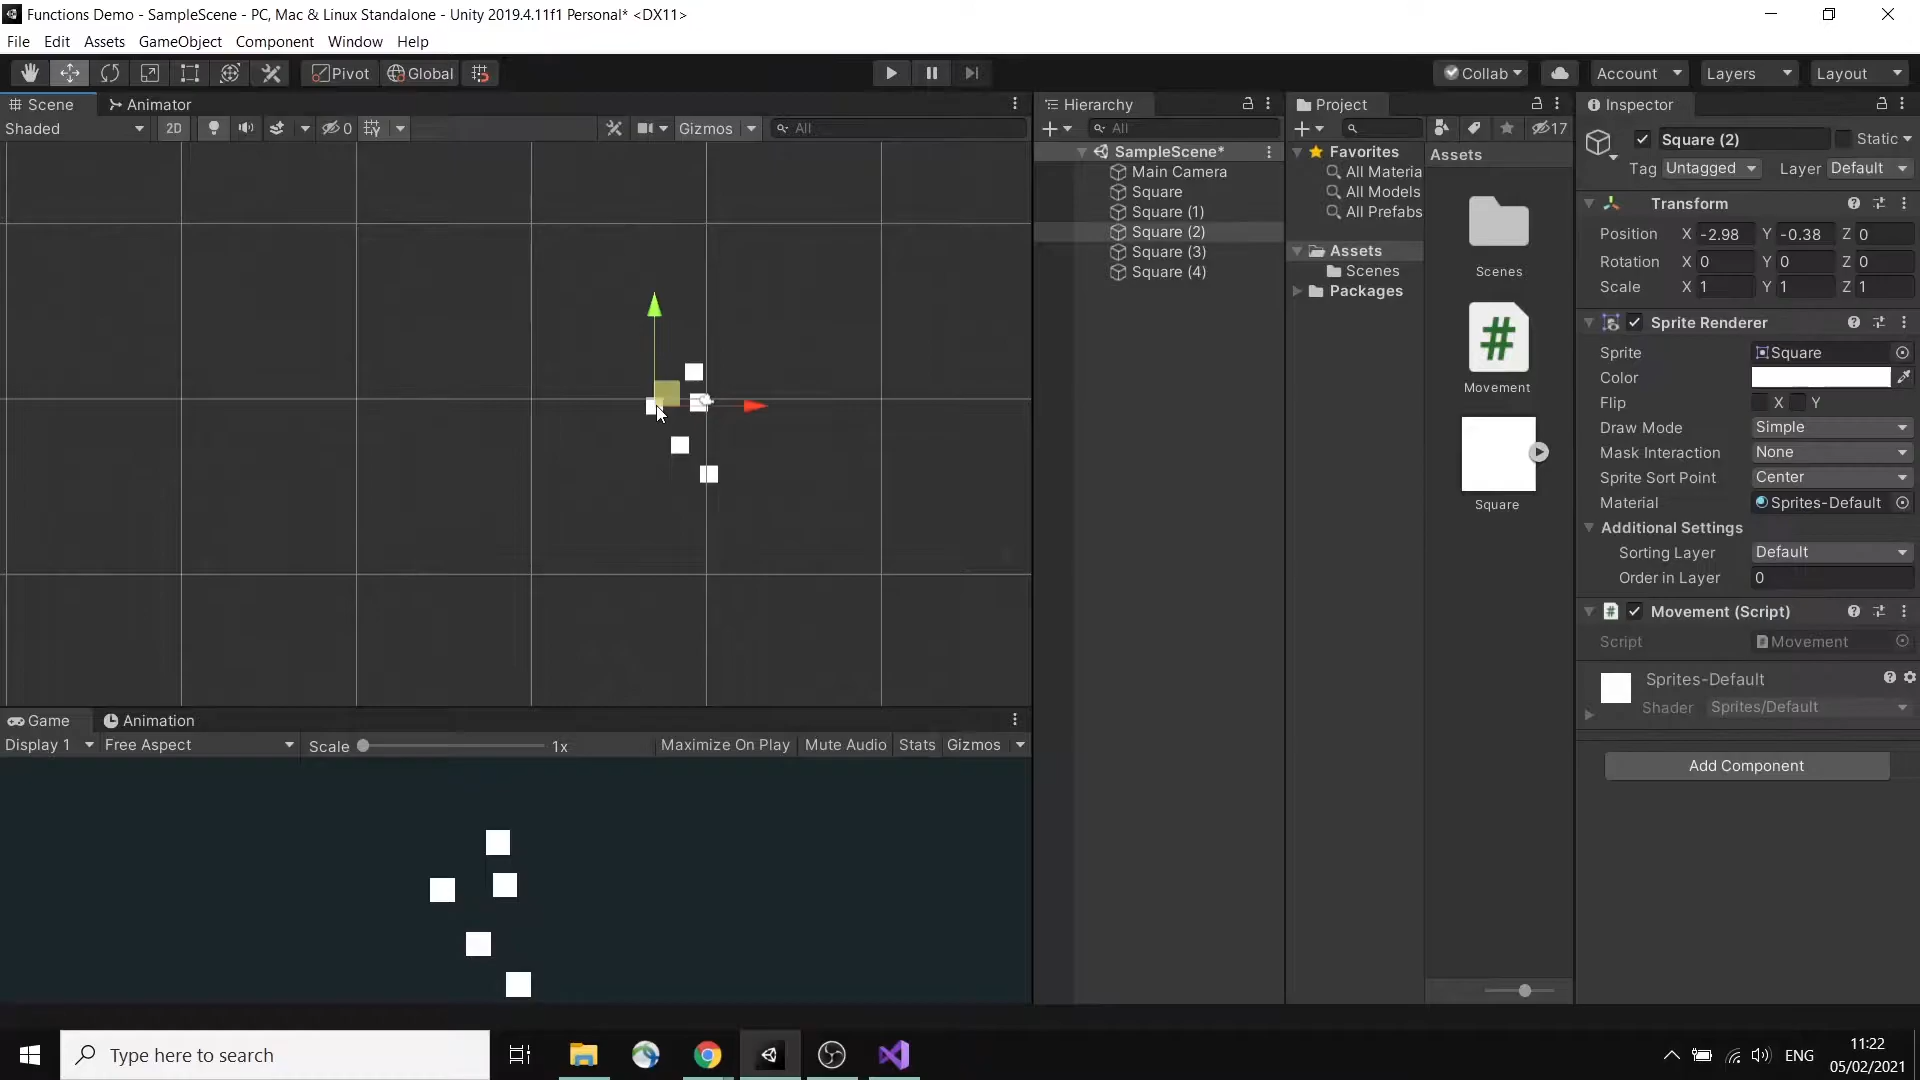 Functions Demo - SampleScene - PC, Mac & Linux Standalone - Unity 2019.4.11f1 Personal* <DX11>
File Edit Assets GameObject Component Window Help
Pivot Global Collab Account Layers Layout
Scene Animator
Shaded 2D 0 Gizmos All
Hierarchy
All
SampleScene*
Main Camera
Square
Square (1)
Square (2)
Square (3)
Square (4)
Project
17
Favorites
All Materia
All Models
All Prefabs
Assets
Scenes
Packages
Assets
Scenes
Movement
Square
Inspector
Square (2) Static
Tag Untagged Layer Default
Transform
Position X -2.98 Y -0.38 Z 0
Rotation X 0 Y 0 Z 0
Scale X 1 Y 1 Z 1
Sprite Renderer
Sprite Square
Color
Flip X Y
Draw Mode Simple
Mask Interaction None
Sprite Sort Point Center
Material Sprites-Default
Additional Settings
Sorting Layer Default
Order in Layer 0
Movement (Script)
Script Movement
Sprites-Default
Shader Sprites/Default
Add Component
Game Animation
Display 1 Free Aspect Scale 1x Maximize On Play Mute Audio Stats Gizmos
Type here to search
ENG
11:22
05/02/2021